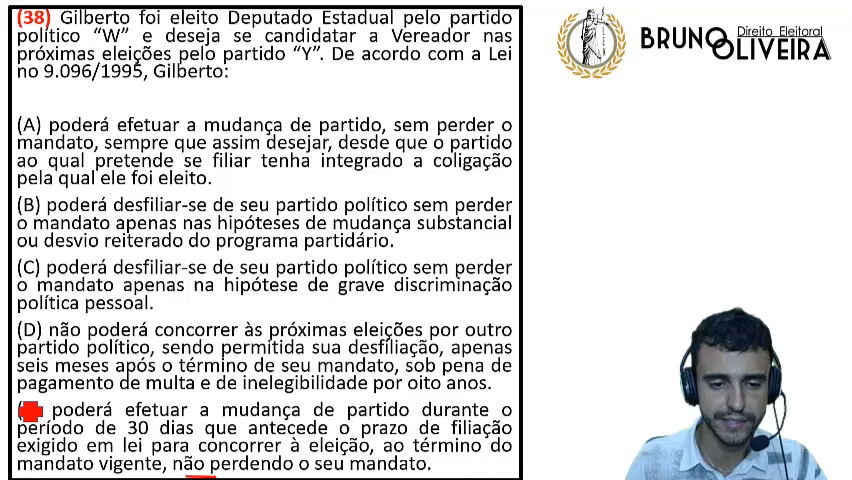 (38) Gilberto foi eleito Deputado Estadual pelo partido
político “W” e deseja se candidatar a Vereador nas
próximas eleições pelo partido “Y”. De acordo com a Lei
no 9.096/1995, Gilberto:
(A) poderá efetuar a mudança de partido, sem perder o
mandato, sempre que assim desejar, desde que o partido
ao qual pretende se filiar tenha integrado a coligação
pela qual ele foi eleito.
(B) poderá desfiliar-se de seu partido político sem perder
o mandato apenas nas hipóteses de mudança substancial
ou desvio reiterado do programa partidário.
(C) poderá desfiliar-se de seu partido político sem perder
o mandato apenas na hipótese de grave discriminação
política pessoal.
(D) não poderá concorrer às próximas eleições por outro
partido político, sendo permitida sua desfiliação, apenas
seis meses após o término de seu mandato, sob pena de
pagamento de multa e de inelegibilidade por oito anos.
poderá efetuar a mudança de partido durante o
período de 30 dias que antecede o prazo de filiação
exigido em lei para concorrer à eleição, ao término do
mandato vigente, não perdendo o seu mandato.
BRUNO Direito Eleitoral
OLIVEIRA